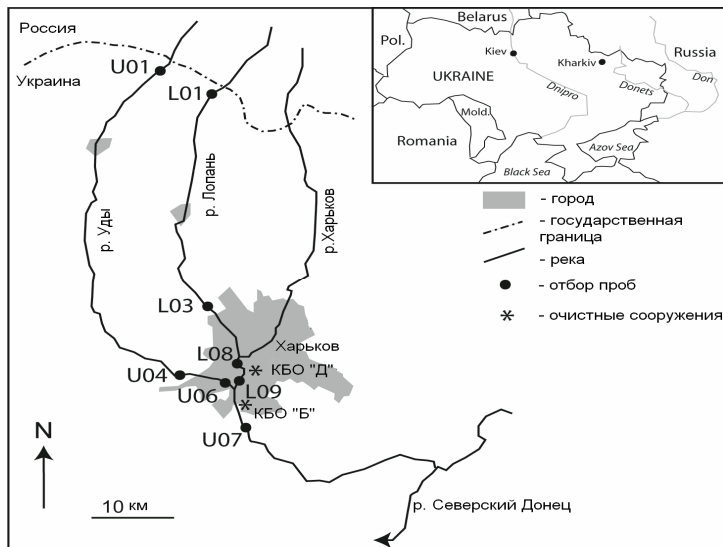 Россия
Украина
U01
L01
р. Уды
р. Лопань
р.Харьков
L03
Харьков
L08
КБО "Д"
U04
U06
L09
КБО "Б"
U07
N
10 км
р. Северский Донец
Belarus
Pol.
Kiev
Kharkiv
Russia
UKRAINE
Dnipro
Donets
Don
Mold.
Romania
Azov Sea
Black Sea
- город
- государственная
граница
- река
- отбор проб
- очистные сооружения